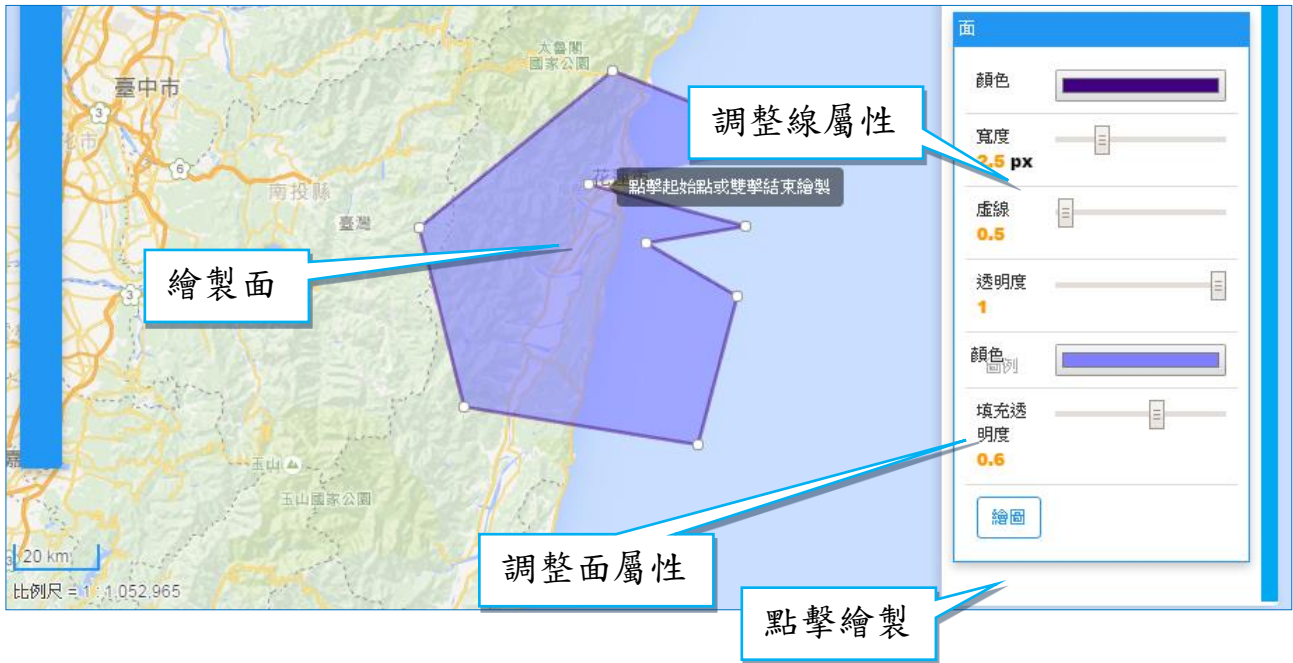 太魯閣
國家公園
臺中市
3
6
南投縣
臺灣
3
點擊起始點或雙擊結束繪製
繪製面
玉山
玉山國家公園
20 km
比例尺 = 1 : 1,052,965
調整線屬性
調整面屬性
點擊繪製
面
顏色
寬度
2.5 px
虛線
0.5
透明度
1
顏色
圖例
填充透
明度
0.6
繪圖